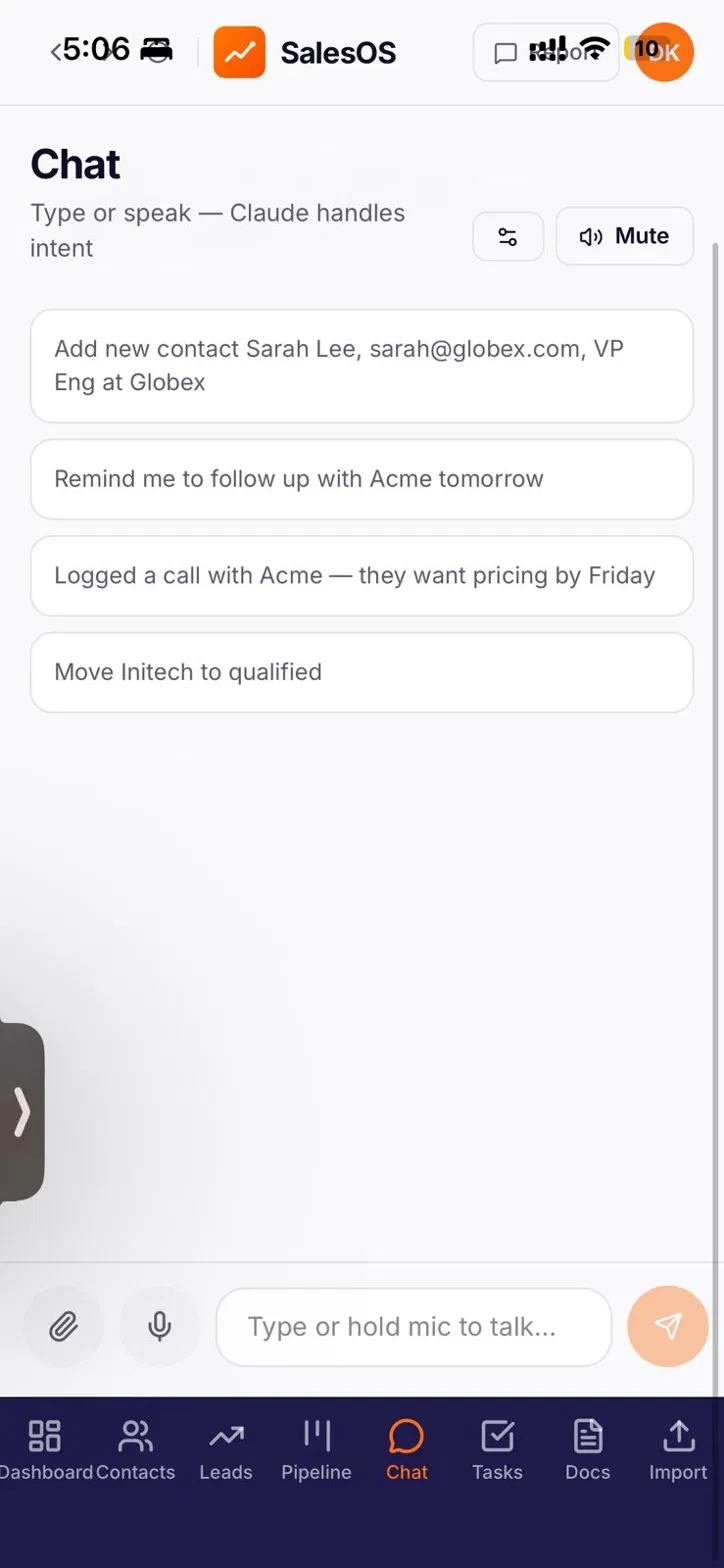 5:06
SalesOS
Report
10
DK
Chat
Type or speak — Claude handles
intent
Mute
Add new contact Sarah Lee, sarah@globex.com, VP
Eng at Globex
Remind me to follow up with Acme tomorrow
Logged a call with Acme — they want pricing by Friday
Move Initech to qualified
Type or hold mic to talk...
Dashboard Contacts Leads Pipeline Chat Tasks Docs Import